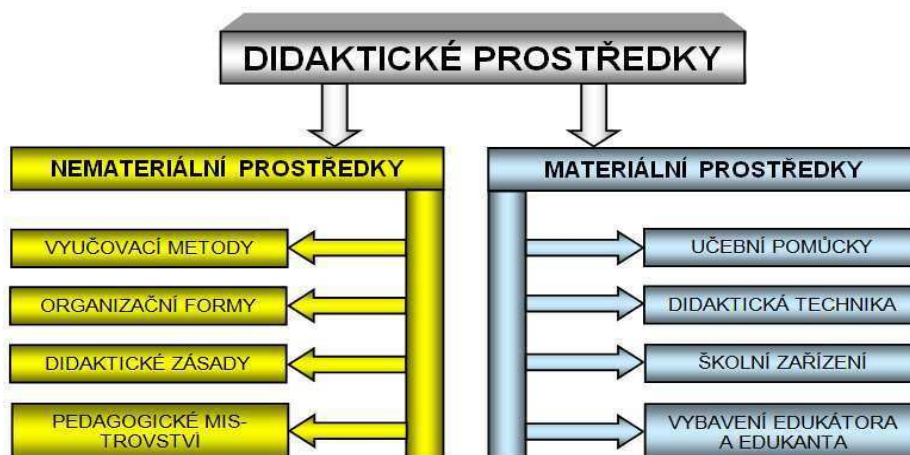 DIDAKTICKÉ PROSTŘEDKY
NEMATERIÁLNÍ PROSTŘEDKY
VYUČOVACÍ METODY
ORGANIZAČNÍ FORMY
DIDAKTICKÉ ZÁSADY
PEDAGOGICKÉ MIS-
TROVSTVÍ
MATERIÁLNÍ PROSTŘEDKY
UČEBNÍ POMŮCKY
DIDAKTICKÁ TECHNIKA
ŠKOLNÍ ZAŘÍZENÍ
VYBAVENÍ EDUKÁTORA
A EDUKANTA